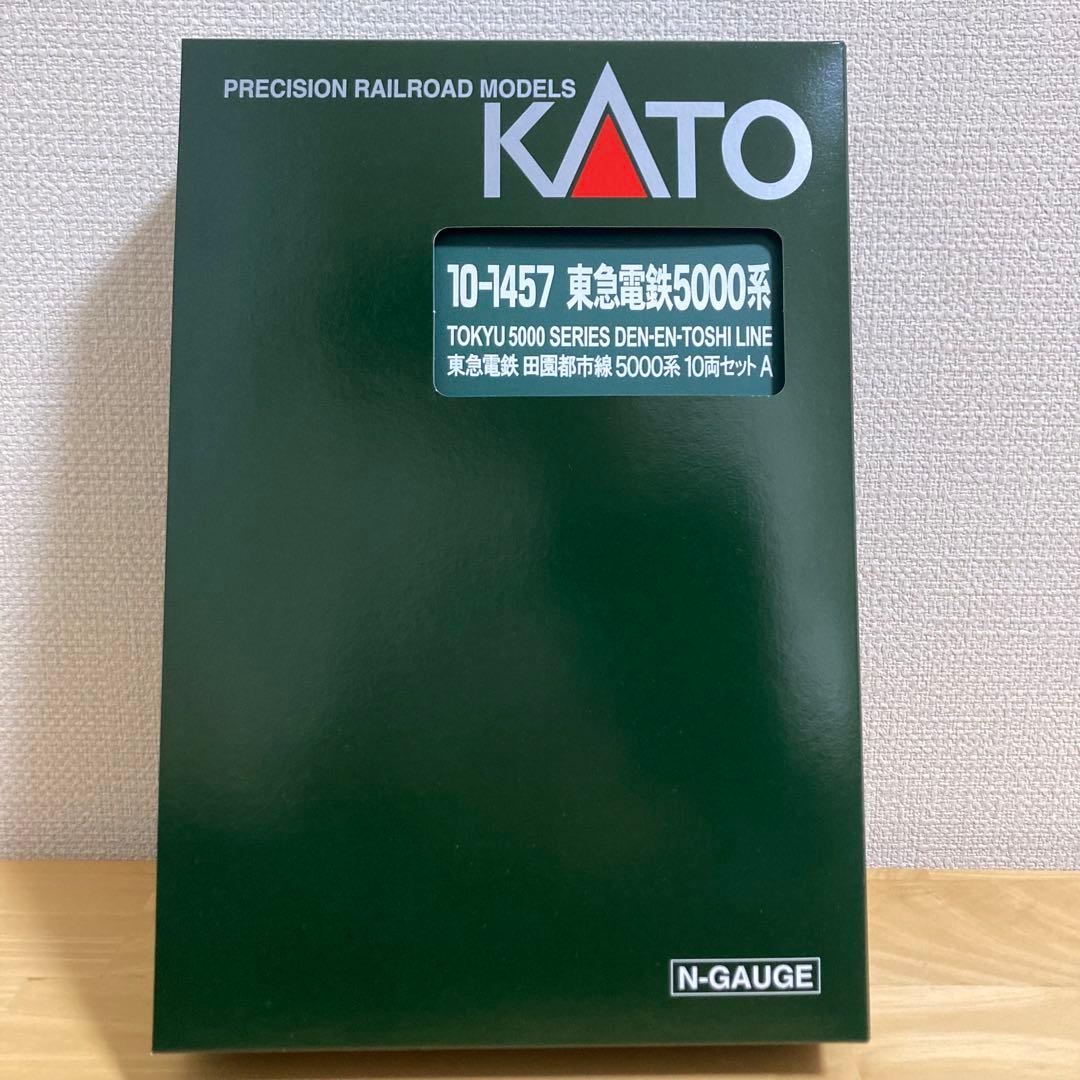 PRECISION RAILROAD MODELS
KATO
10-1457 東急電鉄5000系
TOKYU 5000 SERIES DEN-EN-TOSHI LINE
東急電鉄 田園都市線 5000系 10両セット A
N-GAUGE